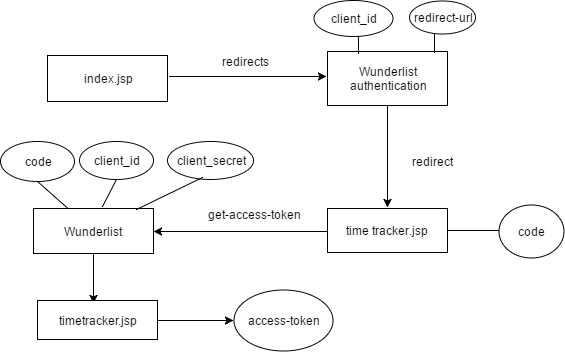 client_id
redirect-url
redirects
index.jsp
Wunderlist
authentication
redirect
code
client_id
client_secret
get-access-token
Wunderlist
time tracker.jsp
code
timetracker.jsp
access-token